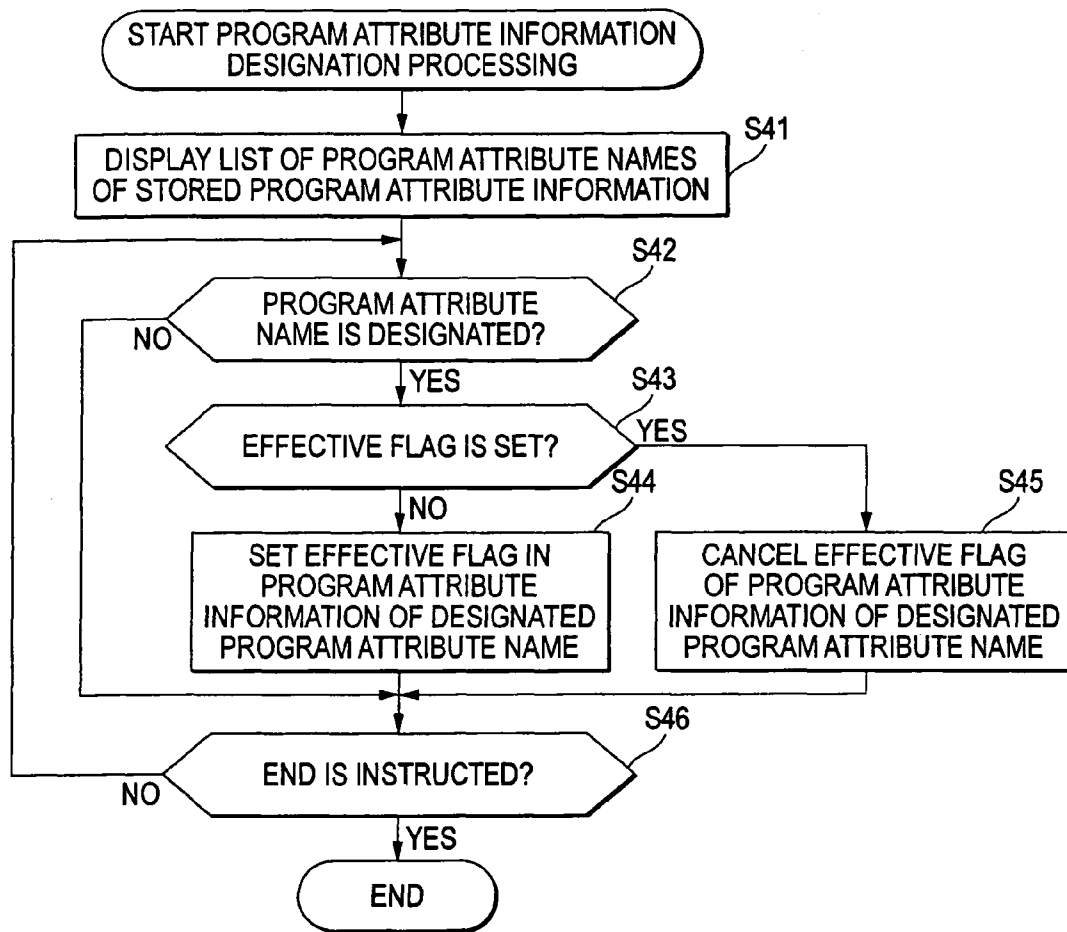 START PROGRAM ATTRIBUTE INFORMATION
DESIGNATION PROCESSING
S41
DISPLAY LIST OF PROGRAM ATTRIBUTE NAMES
OF STORED PROGRAM ATTRIBUTE INFORMATION
S42
PROGRAM ATTRIBUTE
NAME IS DESIGNATED?
NO
YES
S43
EFFECTIVE FLAG IS SET?
YES
NO
S44
SET EFFECTIVE FLAG IN
PROGRAM ATTRIBUTE
INFORMATION OF DESIGNATED
PROGRAM ATTRIBUTE NAME
S45
CANCEL EFFECTIVE FLAG
OF PROGRAM ATTRIBUTE
INFORMATION OF DESIGNATED
PROGRAM ATTRIBUTE NAME
S46
END IS INSTRUCTED?
NO
YES
END